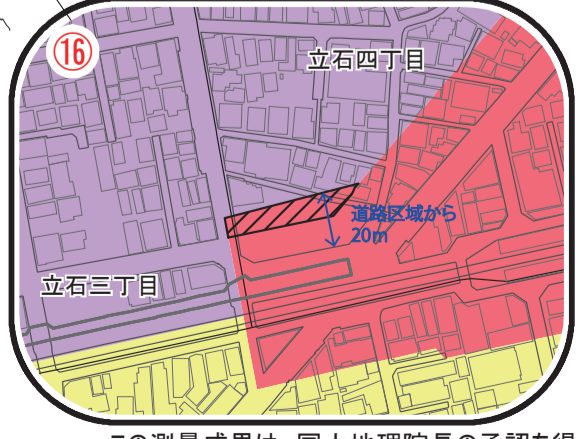 ⑯
立石四丁目
道路区域から
20m
立石三丁目
この測量成果は、国土地理院長の承認を得